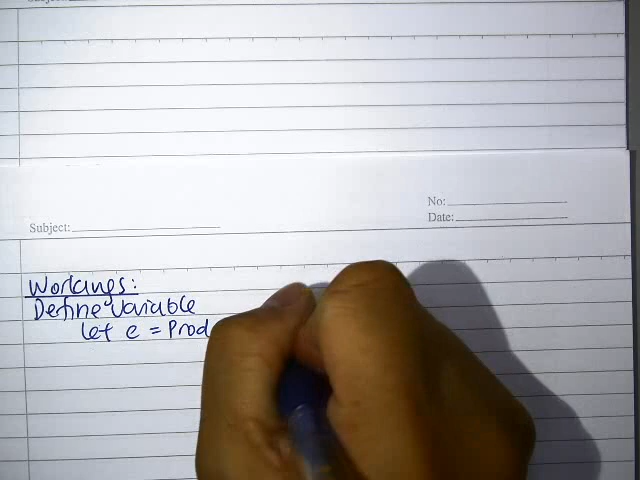 No:
Date:
Subject:
Workings:
Define Variable
let e = Prod